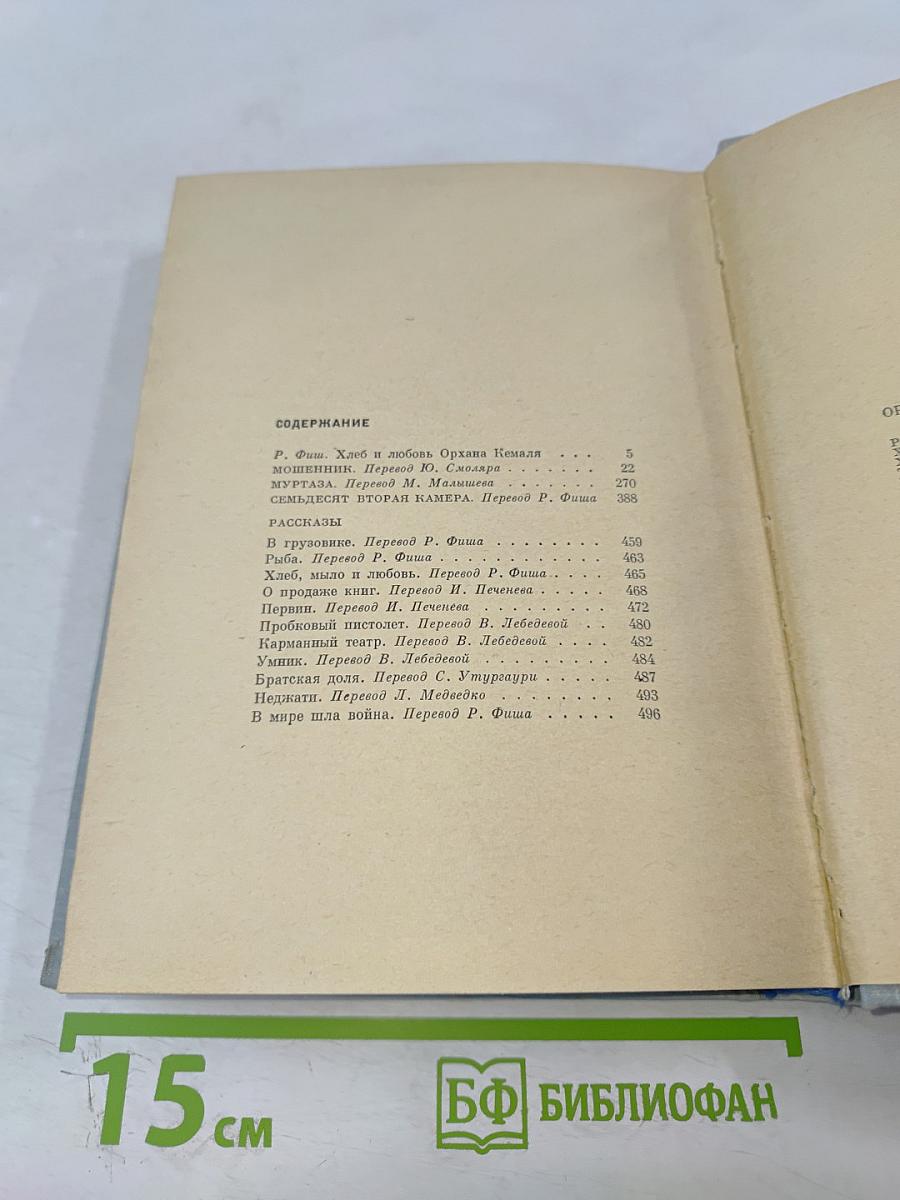 СОДЕРЖАНИЕ
Р. Фиш. Хлеб и любовь Орхана Кемаля . . . 5
МОШЕННИК. Перевод Ю. Смоляра . . . . . . . 22
МУРТАЗА. Перевод М. Малышева . . . . . . . 270
СЕМЬДЕСЯТ ВТОРАЯ КАМЕРА. Перевод Р. Фиша 388
РАССКАЗЫ
В грузовике. Перевод Р. Фиша . . . . . . . . 459
Рыба. Перевод Р. Фиша . . . . . . . . . . . . 463
Хлеб, мыло и любовь. Перевод Р. Фиша . . . . 465
О продаже книг. Перевод И. Печенева . . . . . 468
Первин. Перевод И. Печенева . . . . . . . . . 472
Пробковый пистолет. Перевод В. Лебедевой . . 480
Карманный театр. Перевод В. Лебедевой . . . . 482
Умник. Перевод В. Лебедевой . . . . . . . . . 484
Братская доля. Перевод С. Утургаури . . . . . 487
Неджати. Перевод Л. Медведко . . . . . . . . 493
В мире шла война. Перевод Р. Фиша . . . . . 496
15 см
БФ БИБЛИОФАН